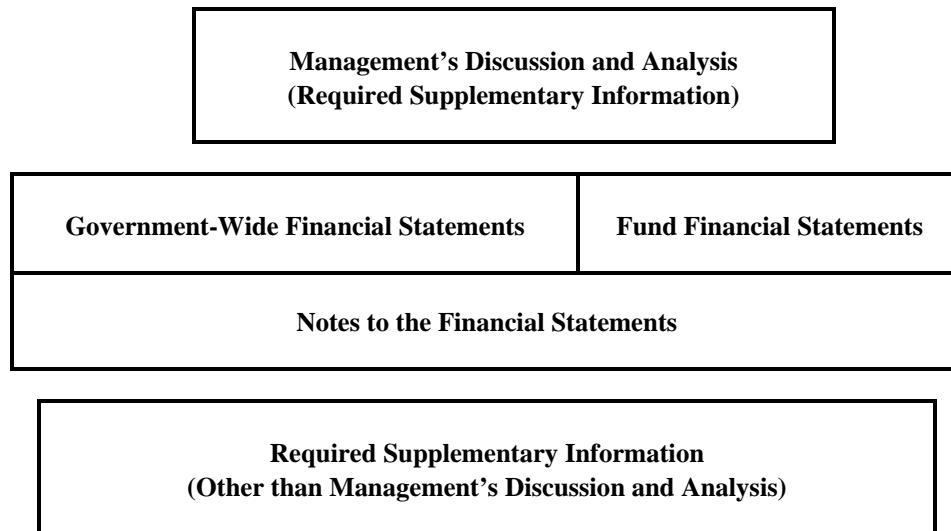 Management’s Discussion and Analysis
(Required Supplementary Information)
Government-Wide Financial Statements
Fund Financial Statements
Notes to the Financial Statements
Required Supplementary Information
(Other than Management’s Discussion and Analysis)